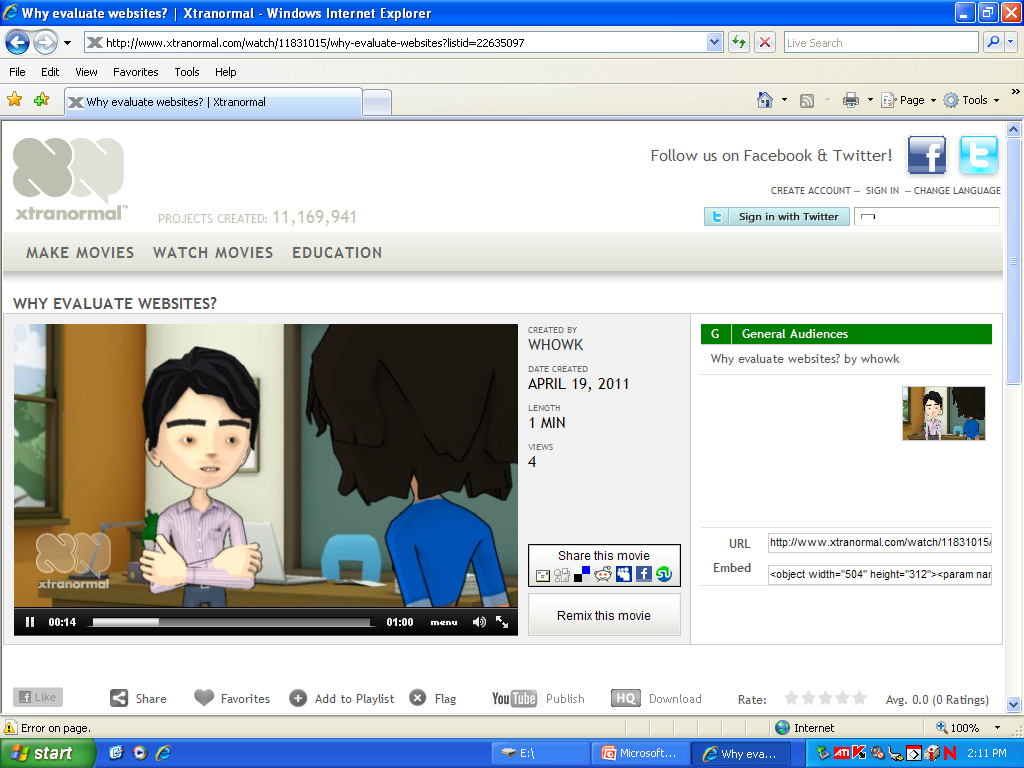 Why evaluate websites? | Xtranormal - Windows Internet Explorer
http://www.xtranormal.com/watch/11831015/why-evaluate-websites?listid=22635097
Live Search
File Edit View Favorites Tools Help
Why evaluate websites? | Xtranormal
Page Tools
Follow us on Facebook & Twitter!
xtranormal™
PROJECTS CREATED: 11,169,941
CREATE ACCOUNT – SIGN IN – CHANGE LANGUAGE
Sign in with Twitter
MAKE MOVIES WATCH MOVIES EDUCATION
WHY EVALUATE WEBSITES?
CREATED BY
WHOWK
DATE CREATED
APRIL 19, 2011
LENGTH
1 MIN
VIEWS
4
G General Audiences
Why evaluate websites? by whowk
xtranormal
Share this movie
Remix this movie
URL http://www.xtranormal.com/watch/11831015/
Embed <object width="504" height="312"><param nam
00:14 01:00 menu
Like Share Favorites Add to Playlist Flag YouTube Publish HQ Download Rate: Avg. 0.0 (0 Ratings)
Error on page. Internet 100%
start E:\ Microsoft... Why eva... ATI K N 2:11 PM